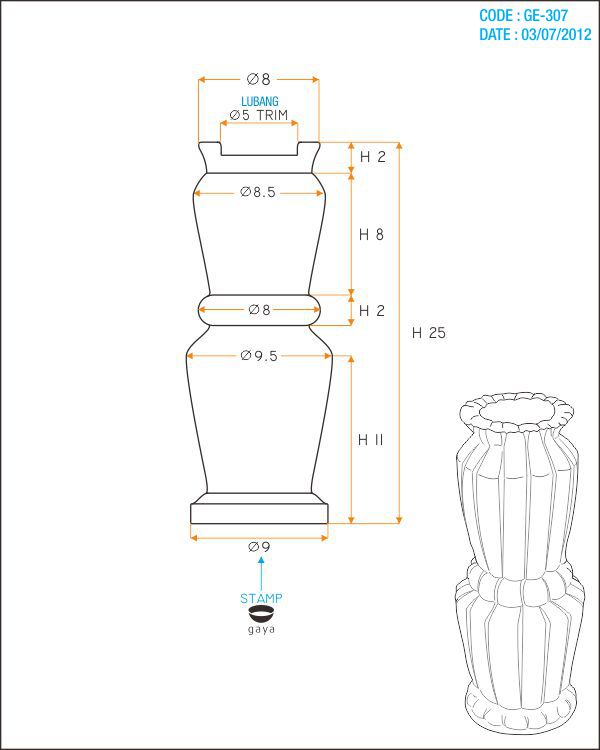 CODE : GE-307
DATE : 03/07/2012
Ø8
LUBANG
Ø5 TRIM
H 2
Ø8.5
H 8
Ø8
H 2
H 25
Ø9.5
H 11
Ø9
STAMP
gaya